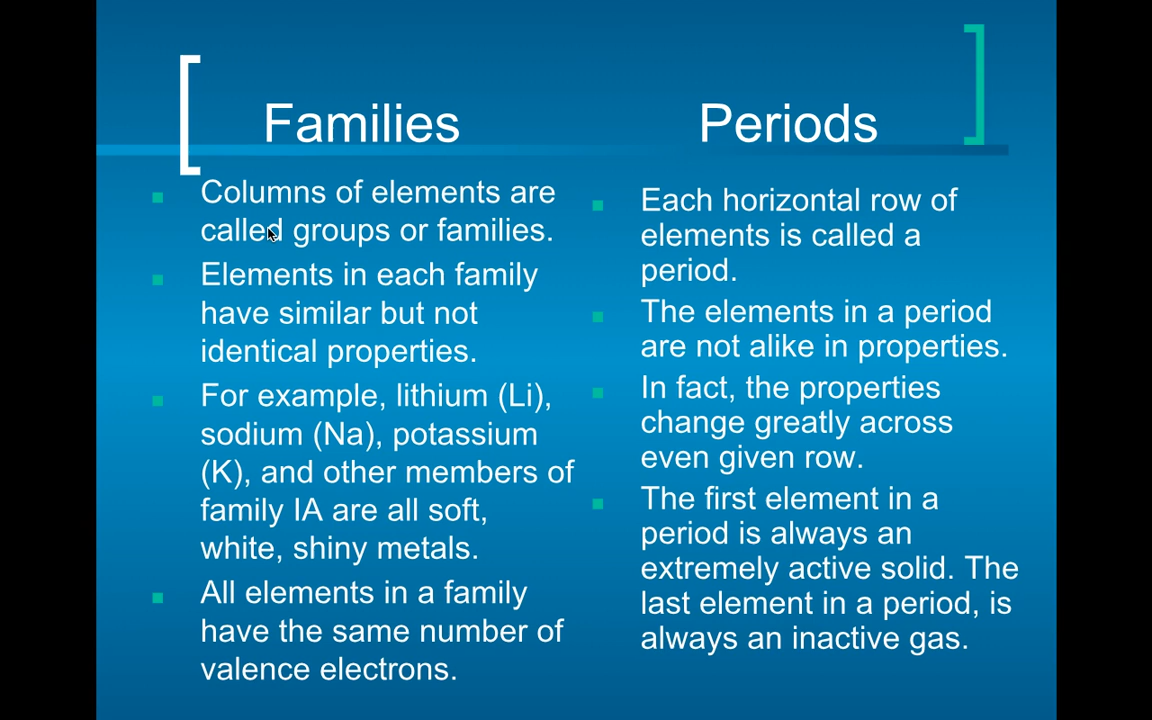 Families
Columns of elements are
called groups or families.
Elements in each family
have similar but not
identical properties.
For example, lithium (Li),
sodium (Na), potassium
(K), and other members of
family IA are all soft,
white, shiny metals.
All elements in a family
have the same number of
valence electrons.
Periods
Each horizontal row of
elements is called a
period.
The elements in a period
are not alike in properties.
In fact, the properties
change greatly across
even given row.
The first element in a
period is always an
extremely active solid. The
last element in a period, is
always an inactive gas.